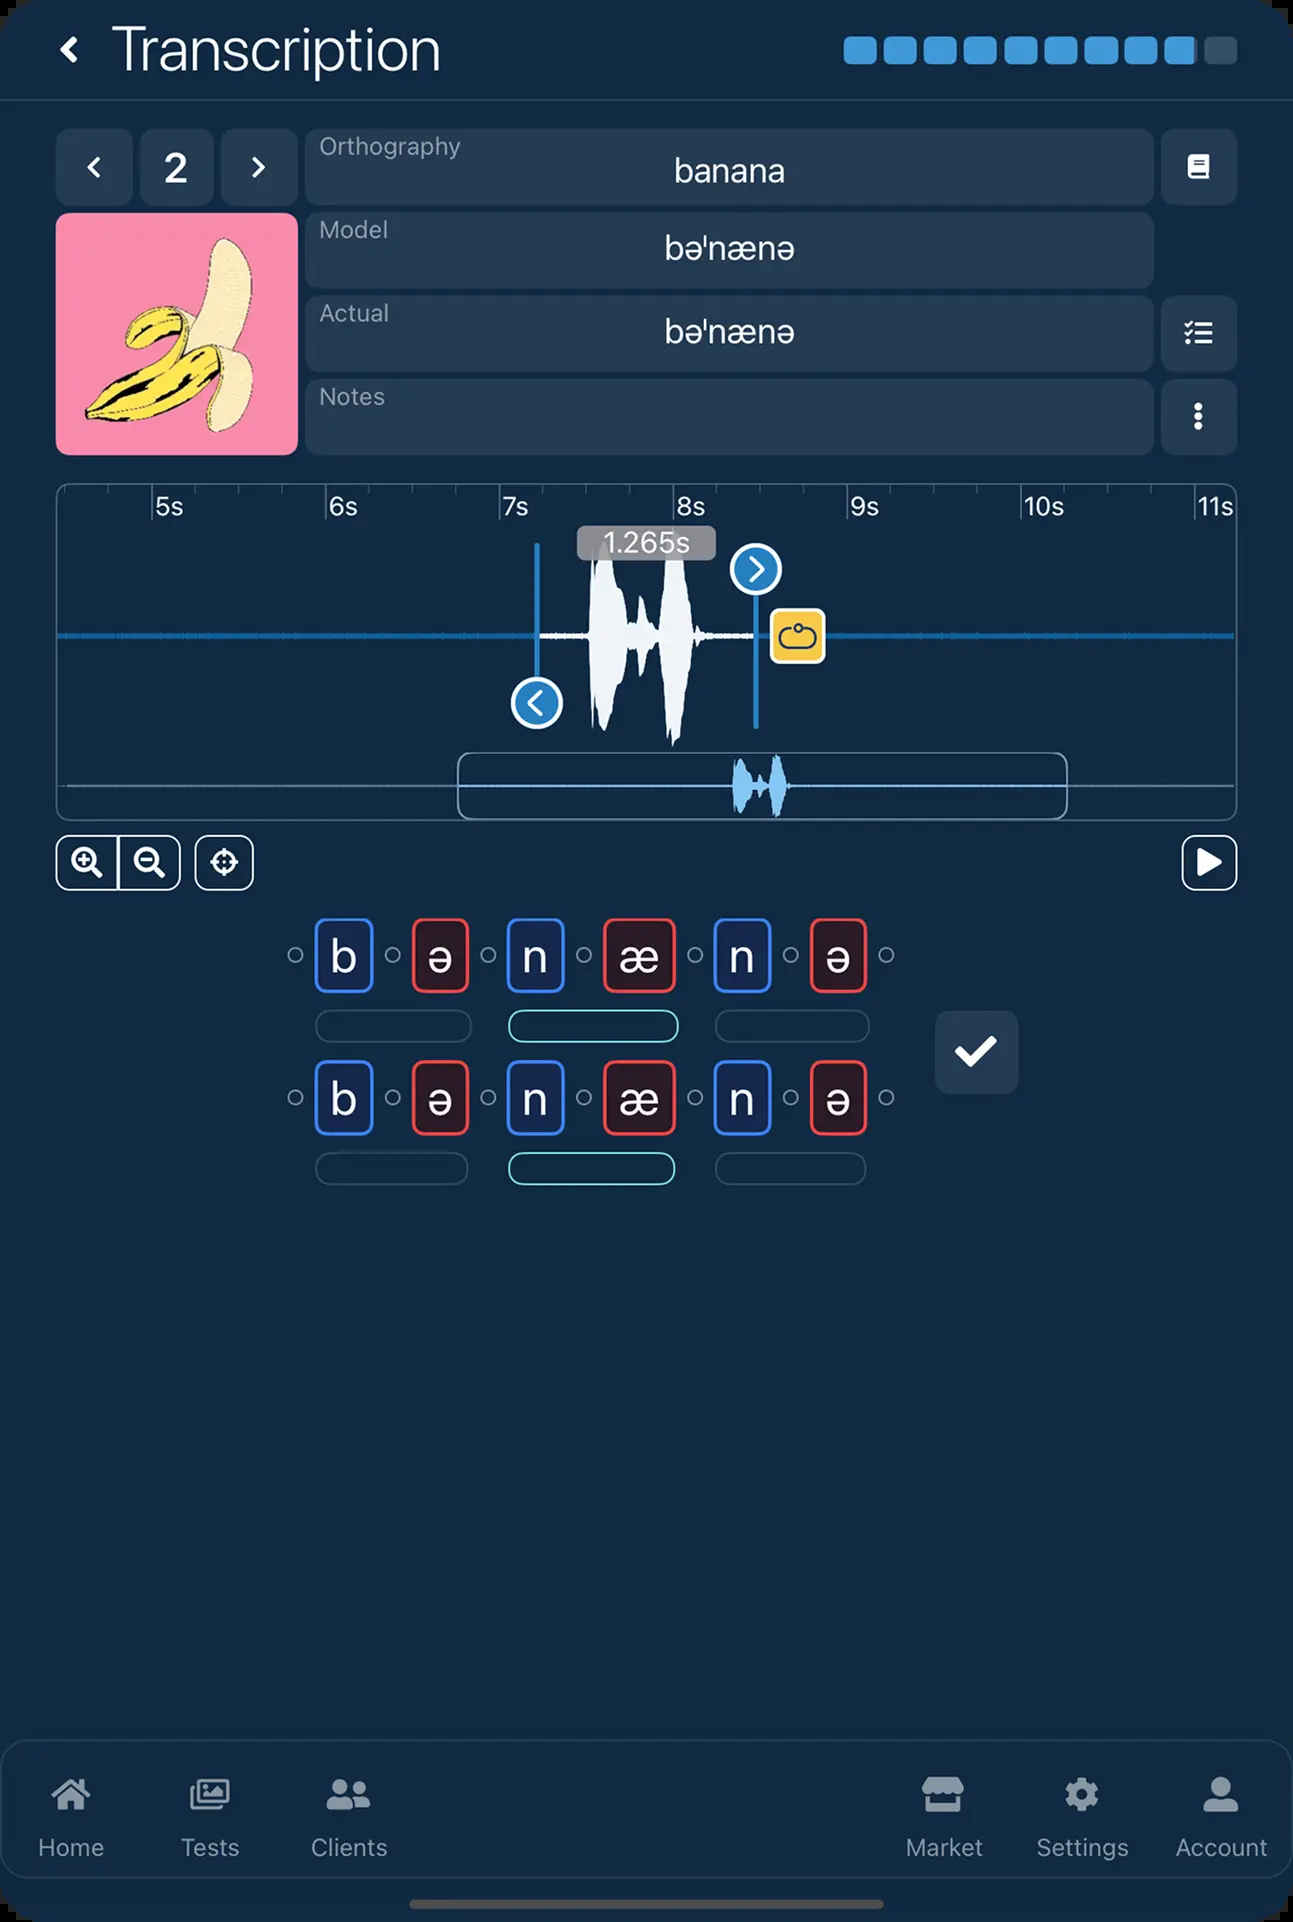 Transcription
2
Orthography
banana
Model
bəˈnænə
Actual
bəˈnænə
Notes
5s 6s 7s 8s 9s 10s 11s
1.265s
b ə n æ n ə
b ə n æ n ə
Home Tests Clients Market Settings Account